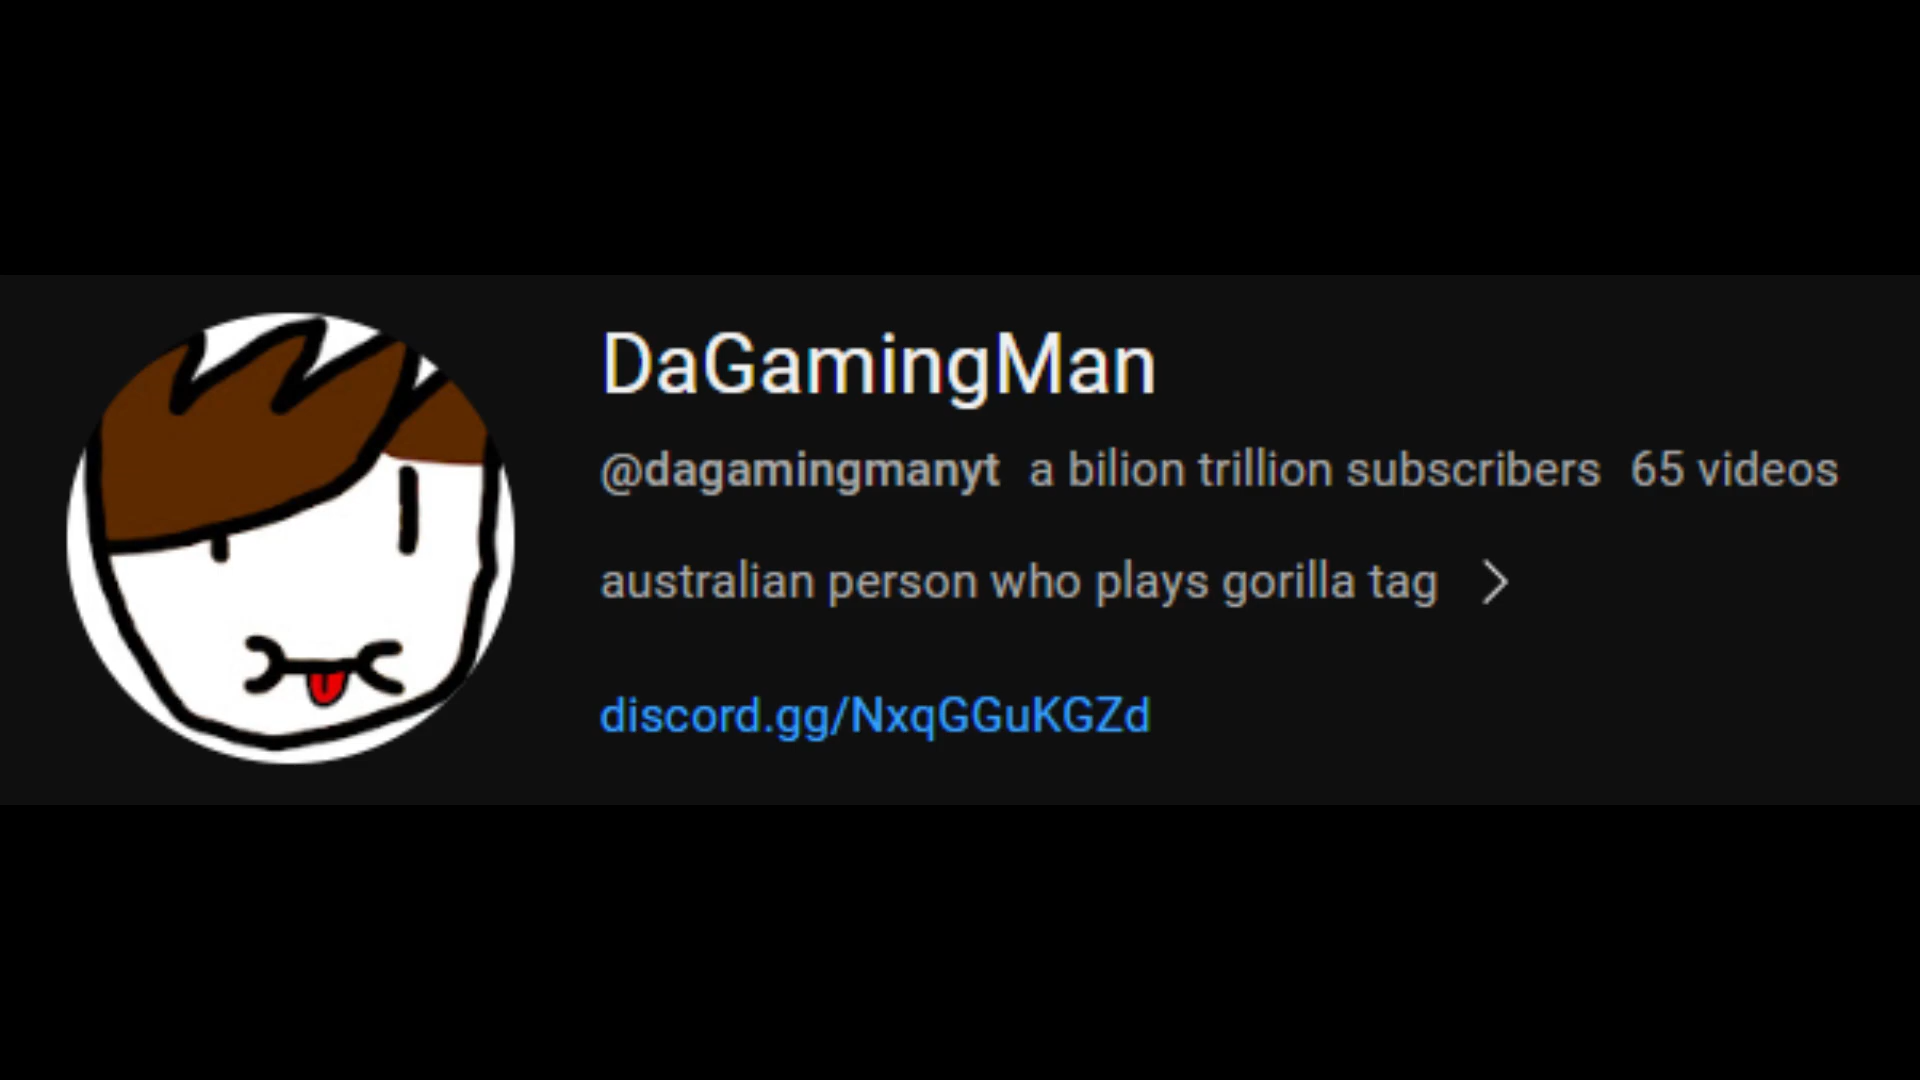 DaGamingMan
@dagamingmanyt a bilion trillion subscribers 65 videos
australian person who plays gorilla tag
discord.gg/NxqGGuKGZd